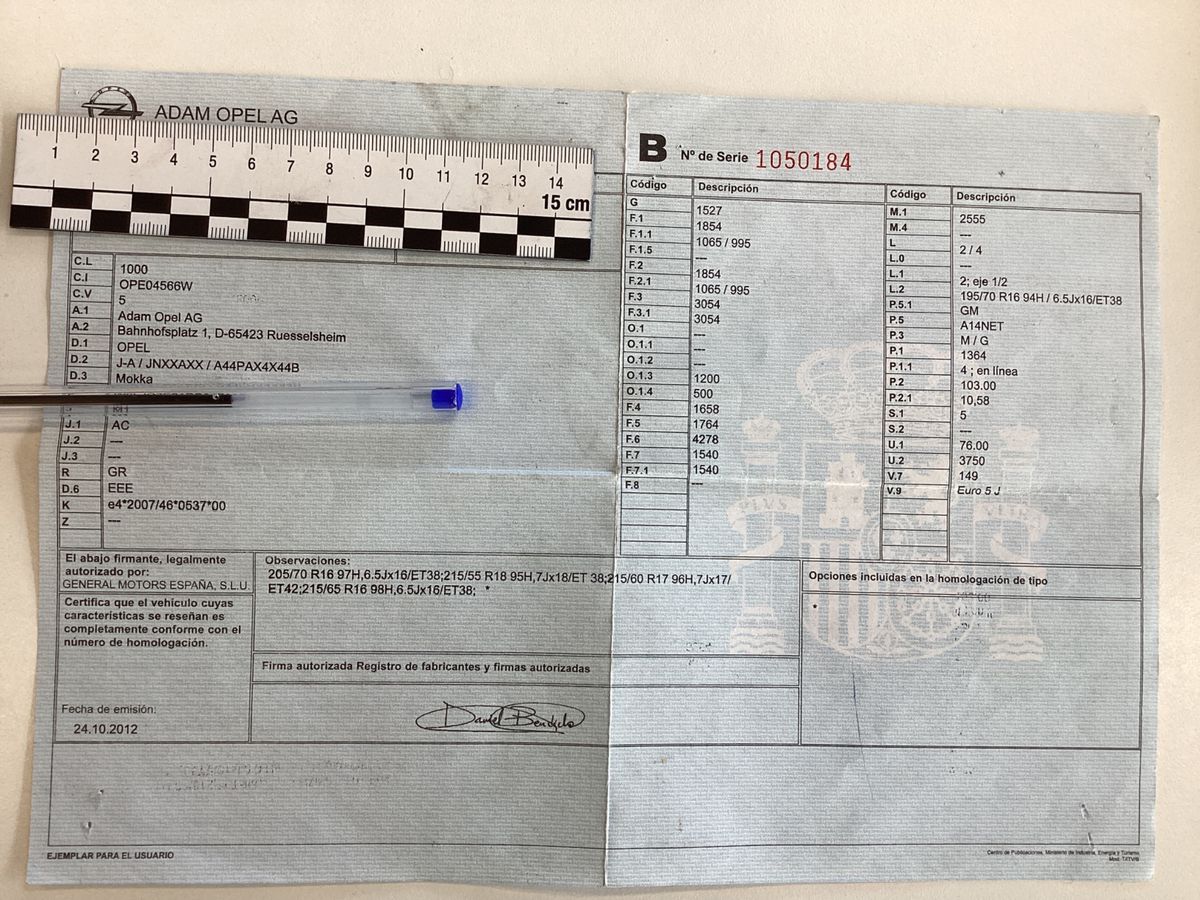 ADAM OPEL AG
1 2 3 4 5 6 7 8 9 10 11 12 13 14
15 cm
B Nº de Serie 1050184
C.L 1000
C.I OPE04566W
C.V 5
A.1 Adam Opel AG
A.2 Bahnhofsplatz 1, D-65423 Ruesselsheim
D.1 OPEL
D.2 J-A / JNXXAXX / A44PAX4X44B
D.3 Mokka
J.1 AC
J.2 ---
J.3 ---
R GR
D.6 EEE
K e4*2007/46*0537*00
Z ---
Código Descripción
G 1527
F.1 1854
F.1.1 1065 / 995
F.1.5 ---
F.2 1854
F.2.1 1065 / 995
F.3 3054
F.3.1 3054
O.1 ---
O.1.1 ---
O.1.2 ---
O.1.3 1200
O.1.4 500
F.4 1658
F.5 1764
F.6 4278
F.7 1540
F.7.1 1540
F.8 ---
Código Descripción
M.1 2555
M.4 ---
L 2 / 4
L.0 ---
L.1 2; eje 1/2
L.2 195/70 R16 94H / 6.5Jx16/ET38
P.5.1 GM
P.5 A14NET
P.3 M / G
P.1 1364
P.1.1 4 ; en línea
P.2 103.00
P.2.1 10,58
S.1 5
S.2 ---
U.1 76.00
U.2 3750
V.7 149
V.9 Euro 5 J
El abajo firmante, legalmente
autorizado por:
GENERAL MOTORS ESPAÑA, S.L.U.
Certifica que el vehículo cuyas
características se reseñan es
completamente conforme con el
número de homologación.
Fecha de emisión:
24.10.2012
Observaciones:
205/70 R16 97H,6.5Jx16/ET38;215/55 R18 95H,7Jx18/ET 38;215/60 R17 96H,7Jx17/
ET42;215/65 R16 98H,6.5Jx16/ET38; *
Firma autorizada Registro de fabricantes y firmas autorizadas
Opciones incluidas en la homologación de tipo
*
EJEMPLAR PARA EL USUARIO
Centro de Publicaciones, Ministerio de Industria, Energía y Turismo.